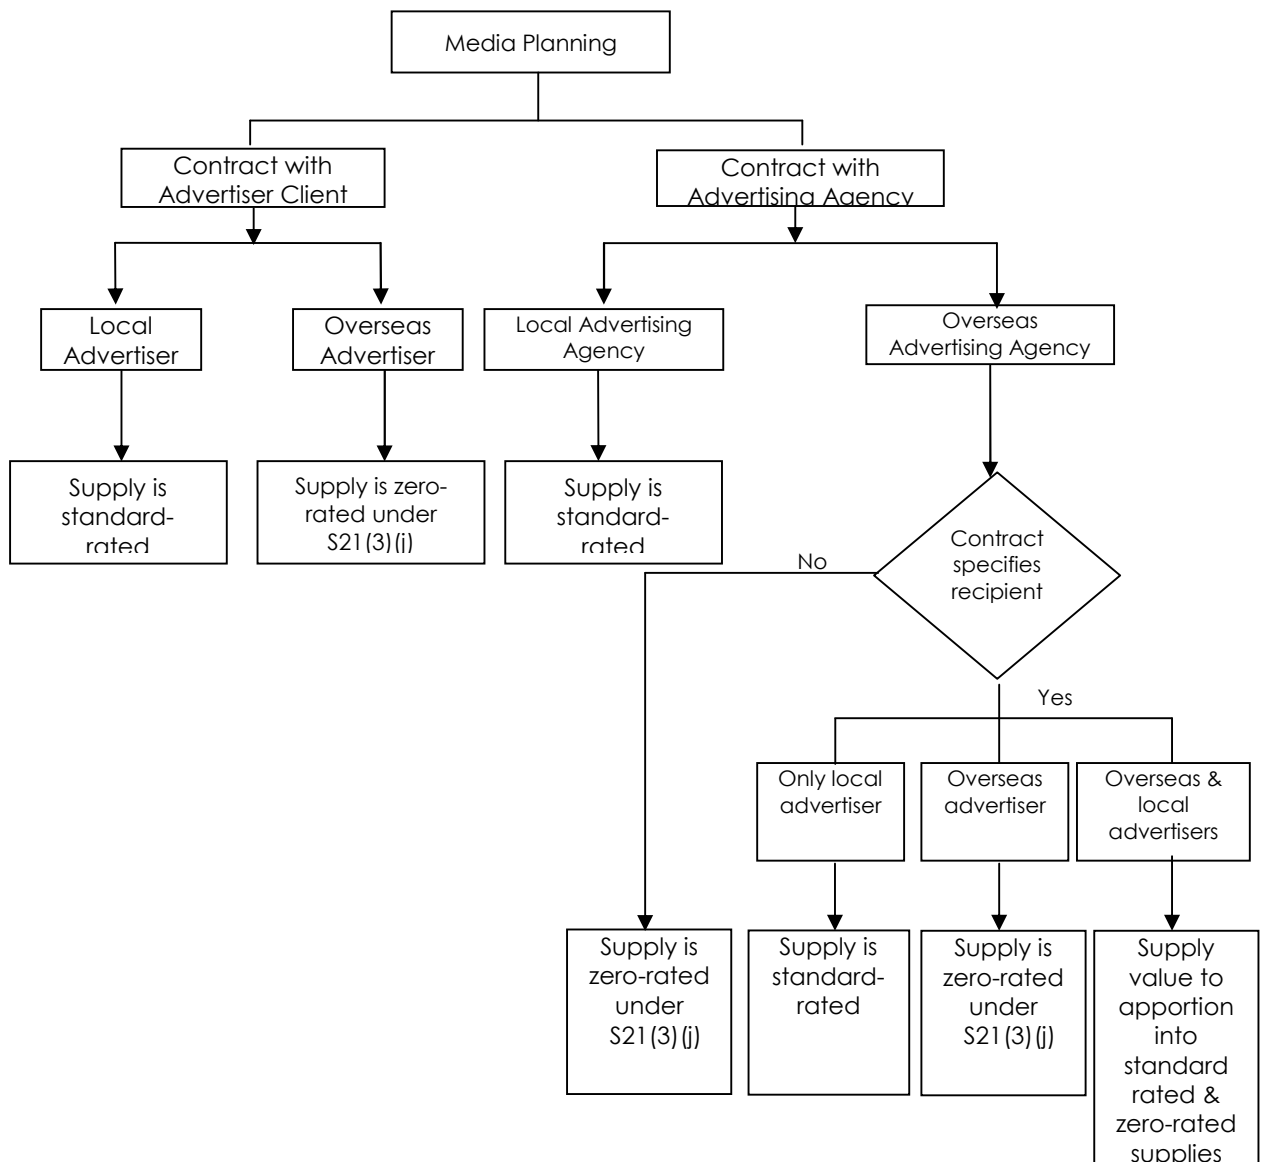 Media Planning
Contract with
Advertiser Client
Contract with
Advertising Agency
Local
Advertiser
Overseas
Advertiser
Local Advertising
Agency
Overseas
Advertising Agency
Supply is
standard-
rated
Supply is zero-
rated under
S21(3)(j)
Supply is
standard-
rated
Contract
specifies
recipient
No
Yes
Only local
advertiser
Overseas
advertiser
Overseas &
local
advertisers
Supply is
zero-rated
under
S21(3)(j)
Supply is
standard-
rated
Supply is
zero-rated
under
S21(3)(j)
Supply
value to
apportion
into
standard
rated &
zero-rated
supplies